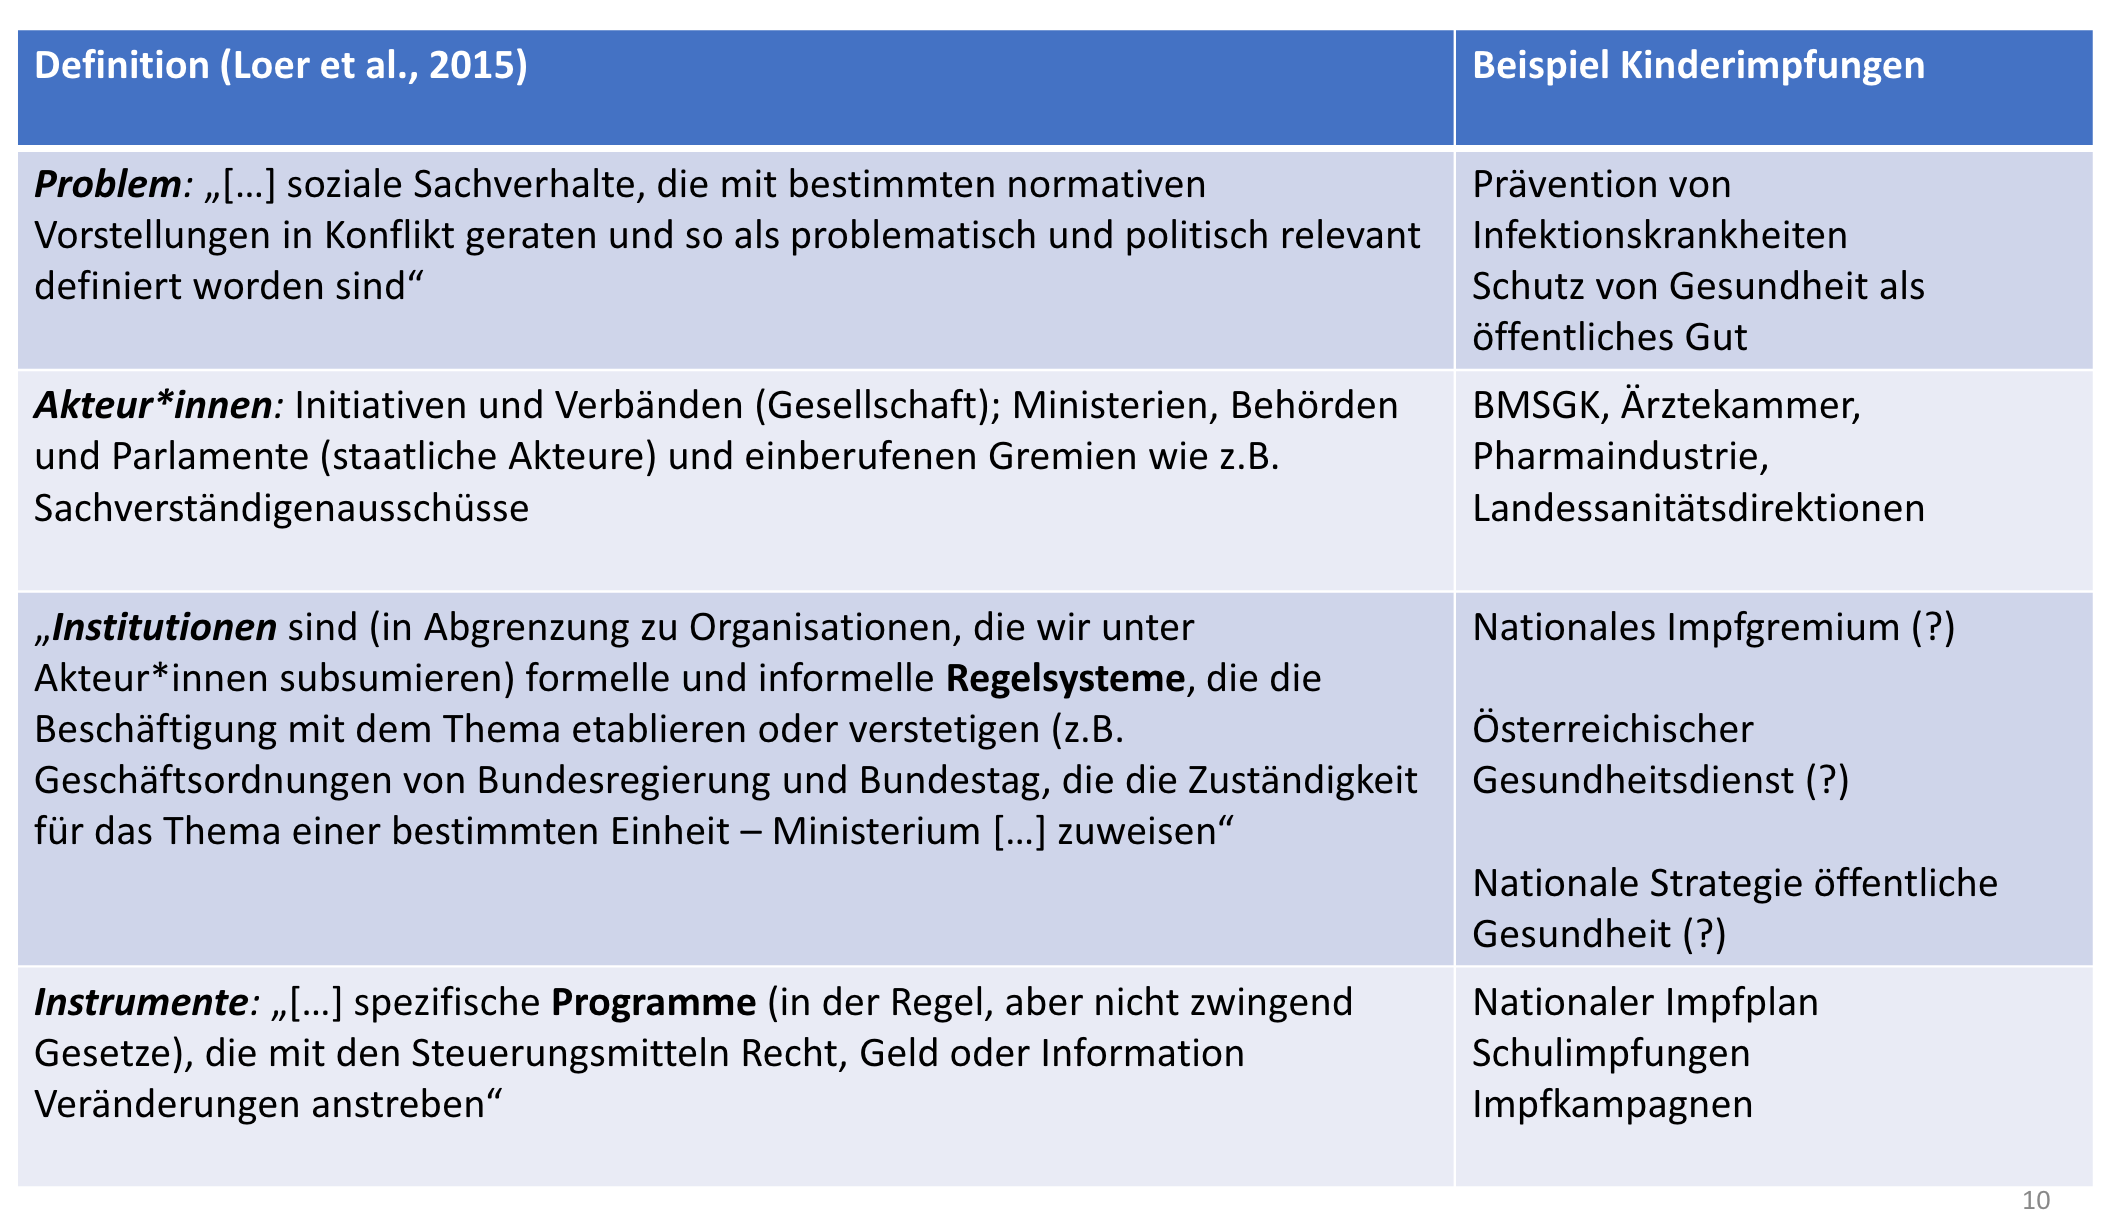 Definition (Loer et al., 2015)
Beispiel Kinderimpfungen
Problem: „[…] soziale Sachverhalte, die mit bestimmten normativen
Vorstellungen in Konflikt geraten und so als problematisch und politisch relevant
definiert worden sind“
Prävention von
Infektionskrankheiten
Schutz von Gesundheit als
öffentliches Gut
Akteur*innen: Initiativen und Verbänden (Gesellschaft); Ministerien, Behörden
und Parlamente (staatliche Akteure) und einberufenen Gremien wie z.B.
Sachverständigenausschüsse
BMSGK, Ärztekammer,
Pharmaindustrie,
Landessanitätsdirektionen
„Institutionen sind (in Abgrenzung zu Organisationen, die wir unter
Akteur*innen subsumieren) formelle und informelle Regelsysteme, die die
Beschäftigung mit dem Thema etablieren oder verstetigen (z.B.
Geschäftsordnungen von Bundesregierung und Bundestag, die die Zuständigkeit
für das Thema einer bestimmten Einheit – Ministerium […] zuweisen“
Nationales Impfgremium (?)
Österreichischer
Gesundheitsdienst (?)
Nationale Strategie öffentliche
Gesundheit (?)
Instrumente: „[…] spezifische Programme (in der Regel, aber nicht zwingend
Gesetze), die mit den Steuerungsmitteln Recht, Geld oder Information
Veränderungen anstreben“
Nationaler Impfplan
Schulimpfungen
Impfkampagnen
10